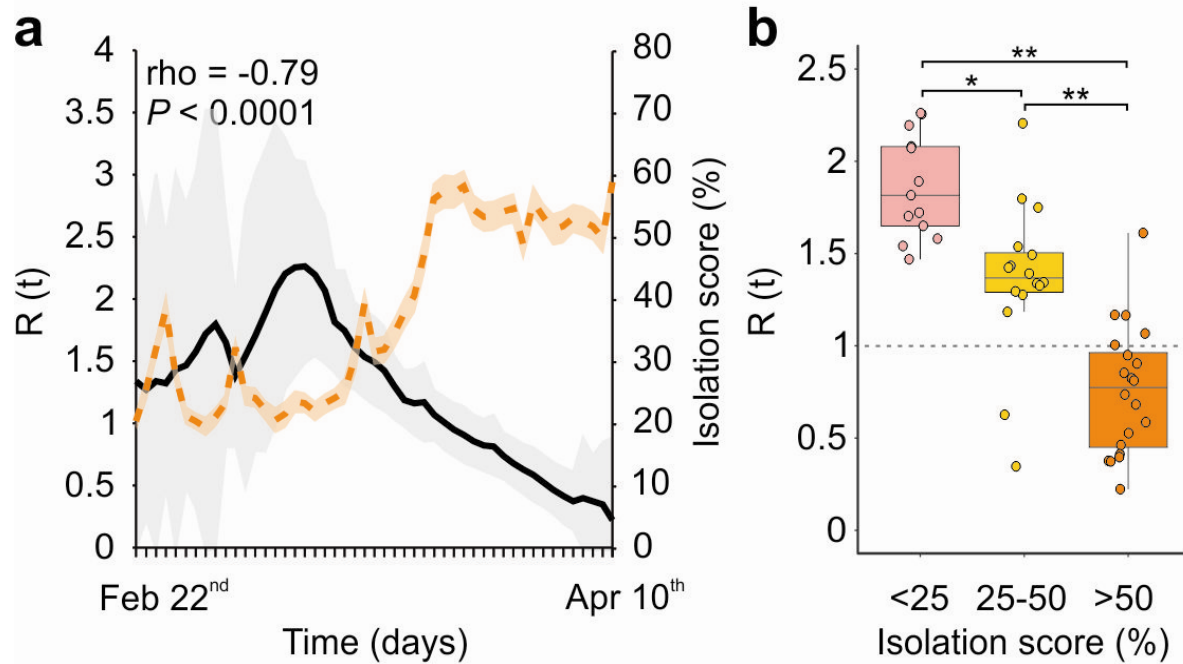 a
4
3.5
3
2.5
2
1.5
1
0.5
0
R (t)
rho = -0.79
P < 0.0001
80
70
60
50
40
30
20
10
0
Isolation score (%)
Feb 22nd
Apr 10th
Time (days)
b
2.5
2
1.5
1
0.5
0
R (t)
**
*
**
<25
25-50
>50
Isolation score (%)